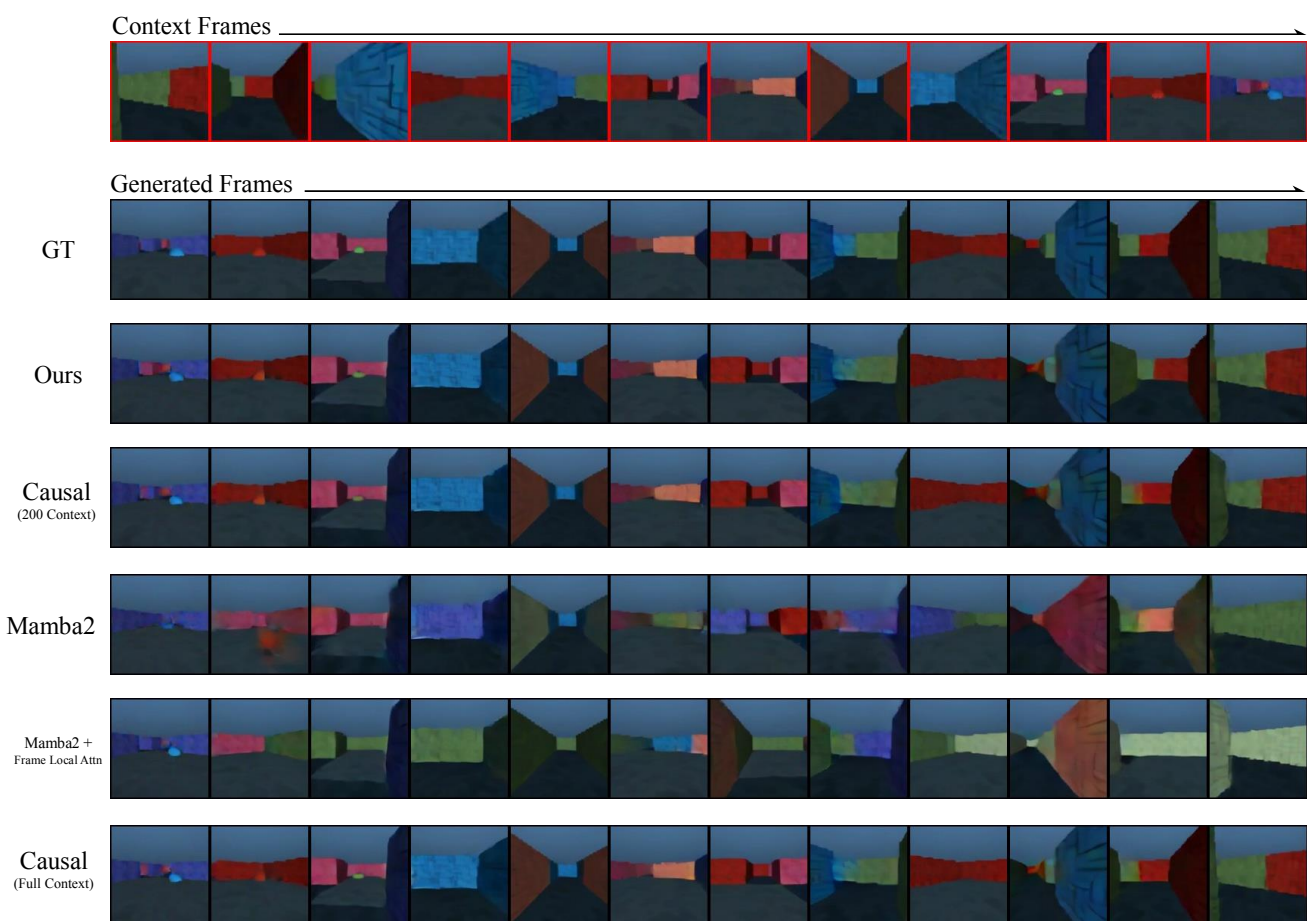 Context Frames
Generated Frames
GT
Ours
Causal
(200 Context)
Mamba2
Mamba2 +
Frame Local Attn
Causal
(Full Context)